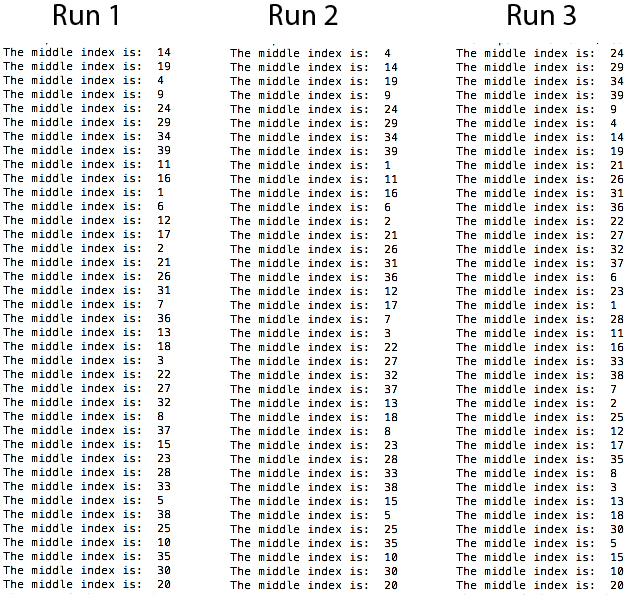 Run 1 Run 2 Run 3
The middle index is: 14 The middle index is: 4 The middle index is: 24
The middle index is: 19 The middle index is: 14 The middle index is: 29
The middle index is: 4 The middle index is: 19 The middle index is: 34
The middle index is: 9 The middle index is: 9 The middle index is: 39
The middle index is: 24 The middle index is: 24 The middle index is: 9
The middle index is: 29 The middle index is: 29 The middle index is: 4
The middle index is: 34 The middle index is: 34 The middle index is: 14
The middle index is: 39 The middle index is: 39 The middle index is: 19
The middle index is: 11 The middle index is: 1 The middle index is: 21
The middle index is: 16 The middle index is: 11 The middle index is: 26
The middle index is: 1 The middle index is: 16 The middle index is: 31
The middle index is: 6 The middle index is: 6 The middle index is: 36
The middle index is: 12 The middle index is: 2 The middle index is: 22
The middle index is: 17 The middle index is: 21 The middle index is: 27
The middle index is: 2 The middle index is: 26 The middle index is: 32
The middle index is: 21 The middle index is: 31 The middle index is: 37
The middle index is: 26 The middle index is: 36 The middle index is: 6
The middle index is: 31 The middle index is: 12 The middle index is: 23
The middle index is: 7 The middle index is: 17 The middle index is: 1
The middle index is: 36 The middle index is: 7 The middle index is: 28
The middle index is: 13 The middle index is: 3 The middle index is: 11
The middle index is: 18 The middle index is: 22 The middle index is: 16
The middle index is: 3 The middle index is: 27 The middle index is: 33
The middle index is: 22 The middle index is: 32 The middle index is: 38
The middle index is: 27 The middle index is: 37 The middle index is: 7
The middle index is: 32 The middle index is: 13 The middle index is: 2
The middle index is: 8 The middle index is: 18 The middle index is: 25
The middle index is: 37 The middle index is: 8 The middle index is: 12
The middle index is: 15 The middle index is: 23 The middle index is: 17
The middle index is: 23 The middle index is: 28 The middle index is: 35
The middle index is: 28 The middle index is: 33 The middle index is: 8
The middle index is: 33 The middle index is: 38 The middle index is: 3
The middle index is: 5 The middle index is: 15 The middle index is: 13
The middle index is: 38 The middle index is: 5 The middle index is: 18
The middle index is: 25 The middle index is: 25 The middle index is: 30
The middle index is: 10 The middle index is: 35 The middle index is: 5
The middle index is: 35 The middle index is: 10 The middle index is: 15
The middle index is: 30 The middle index is: 30 The middle index is: 10
The middle index is: 20 The middle index is: 20 The middle index is: 20